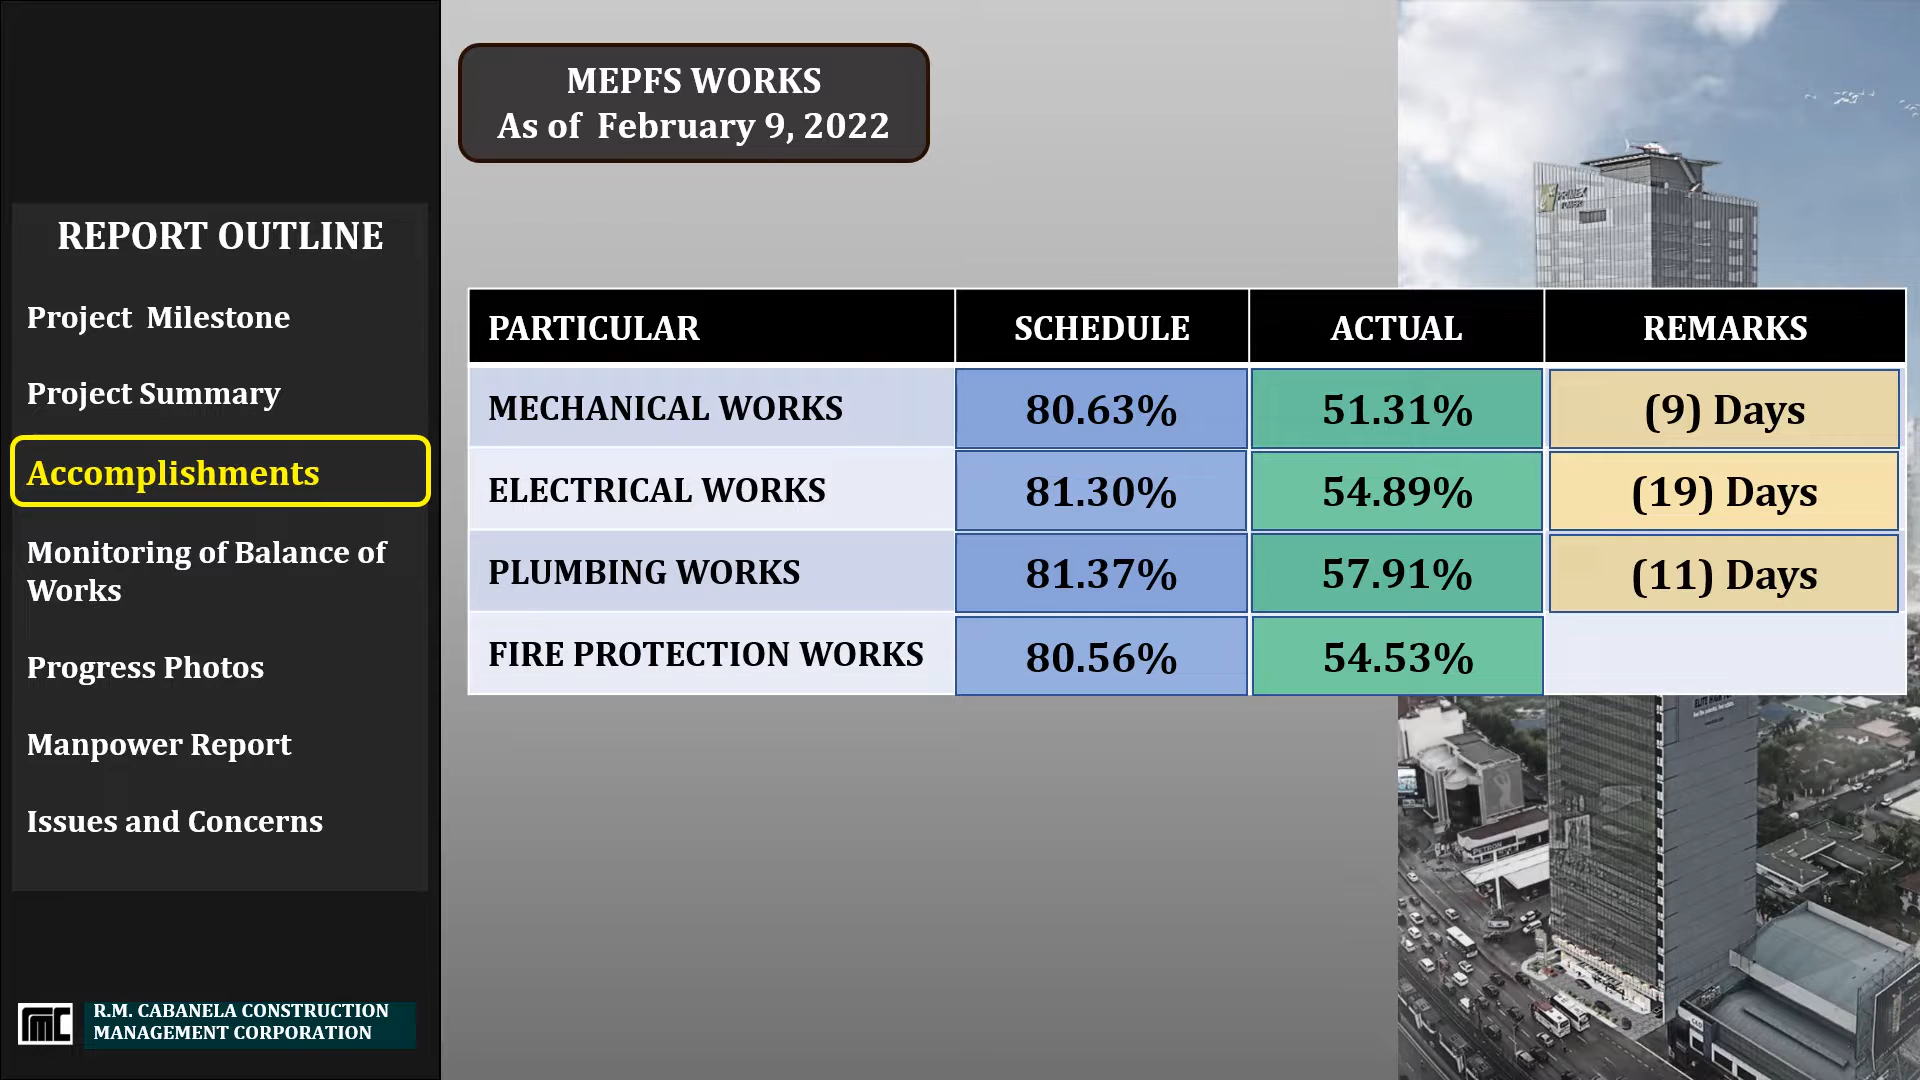 MEPFS WORKS
As of  February 9, 2022
REPORT OUTLINE
Project  Milestone
Project Summary
Accomplishments
Monitoring of Balance of
Works
Progress Photos
Manpower Report
Issues and Concerns
R.M. CABANELA CONSTRUCTION
MANAGEMENT CORPORATION
PARTICULAR SCHEDULE ACTUAL REMARKS
MECHANICAL WORKS 80.63% 51.31% (9) Days
ELECTRICAL WORKS 81.30% 54.89% (19) Days
PLUMBING WORKS 81.37% 57.91% (11) Days
FIRE PROTECTION WORKS 80.56% 54.53%
PETRON